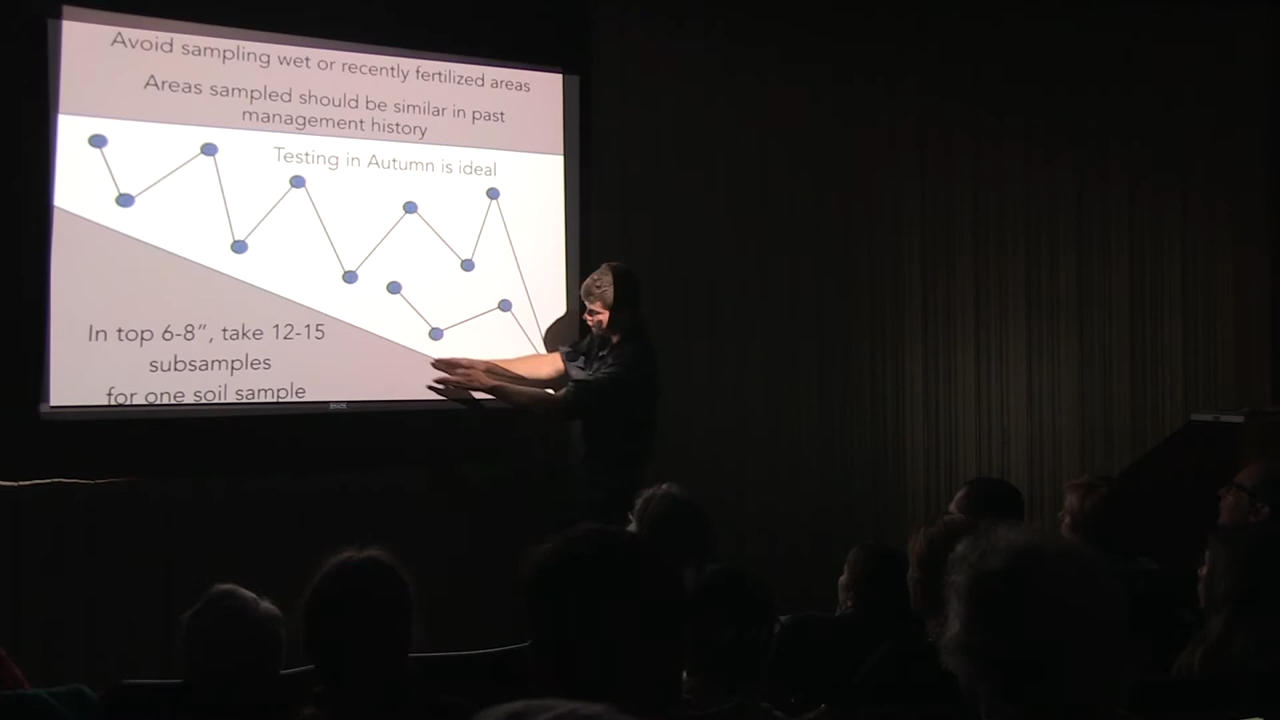 Avoid sampling wet or recently fertilized areas
Areas sampled should be similar in past
management history
Testing in Autumn is ideal
In top 6-8”, take 12-15
subsamples
for one soil sample